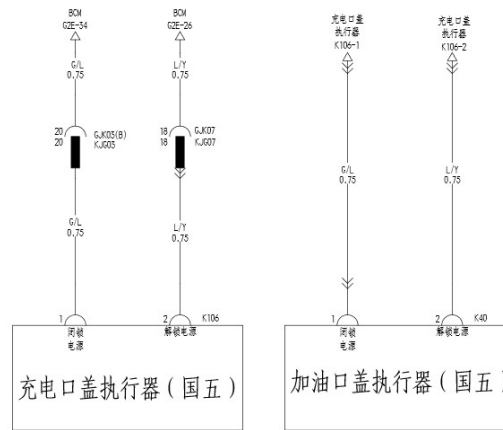 BCM
G2E-34
BCM
G2E-26
充电口盖
执行器
K106-1
充电口盖
执行器
K106-2
G/L
0.75
L/Y
0.75
20
20
GJK05(B)
KJG05
18
18
GJK07
KJG07
G/L
0.75
L/Y
0.75
G/L
0.75
L/Y
0.75
1
2
K106
1
2
K40
闭锁
电源
解锁电源
闭锁
电源
解锁电源
充电口盖执行器(国五)
加油口盖执行器(国五)